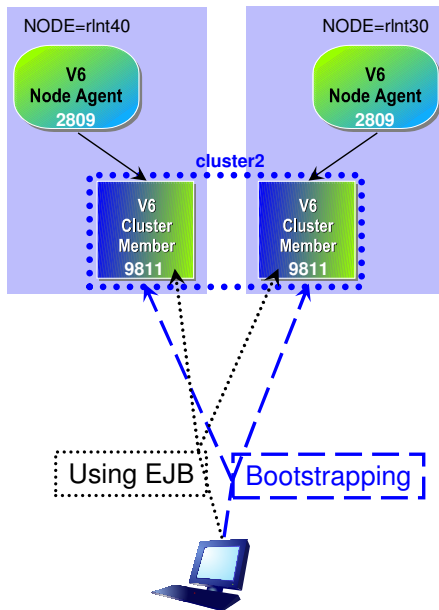 NODE=rlnt40
NODE=rlnt30
V6
Node Agent
2809
V6
Node Agent
2809
cluster2
V6
Cluster
Member
9811
V6
Cluster
Member
9811
Using EJB
Bootstrapping